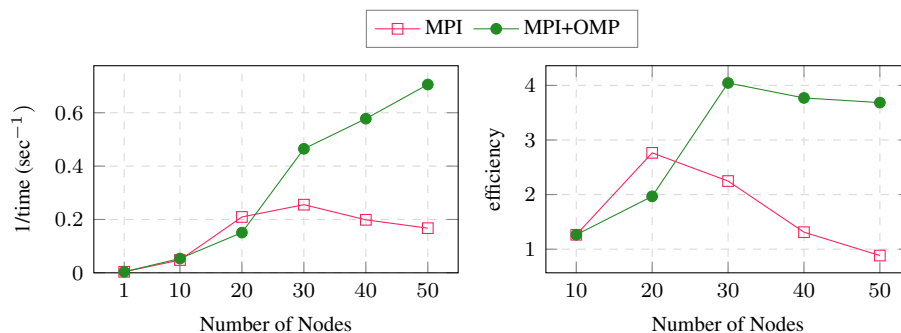 MPI MPI+OMP
1/time (sec⁻¹)
0.6
0.4
0.2
0
1 10 20 30 40 50
Number of Nodes
efficiency
4
3
2
1
10 20 30 40 50
Number of Nodes